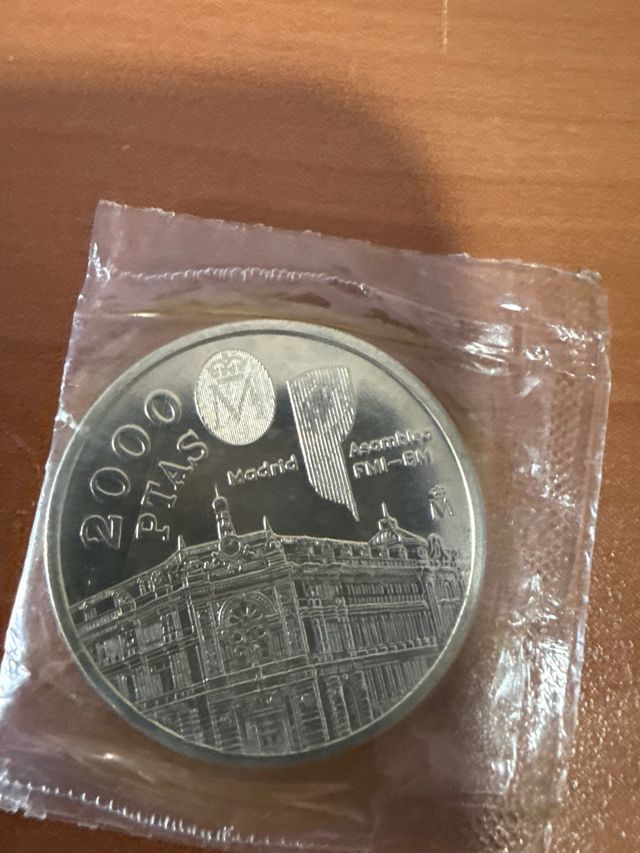 2000
PTAS
M
Madrid
Asamblea
FMI-BM
M